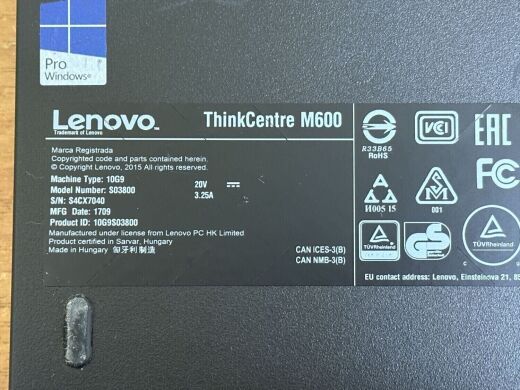 Pro
Windows®
Lenovo
Trademark of Lenovo
ThinkCentre M600
Marca Registrada
Copyrighted code and parts contained herein.
© Copyright Lenovo, 2015 All rights reserved.
Machine Type: 10G9
Model Number: S03800
S/N: S4CX7040
MFG Date: 1709
Product ID: 10G9S03800
20V
3.25A
Manufactured under license from Lenovo PC HK Limited
Product certified in Sarvar, Hungary
Made in Hungary 匈牙利制造
CAN ICES-3(B)
CAN NMB-3(B)
R33B65
RoHS
VCI
EAC
И005 15
001
FC
TÜVRheinland
GS
TÜVRheinland
C
EU contact address: Lenovo, Einsteinova 21, 85